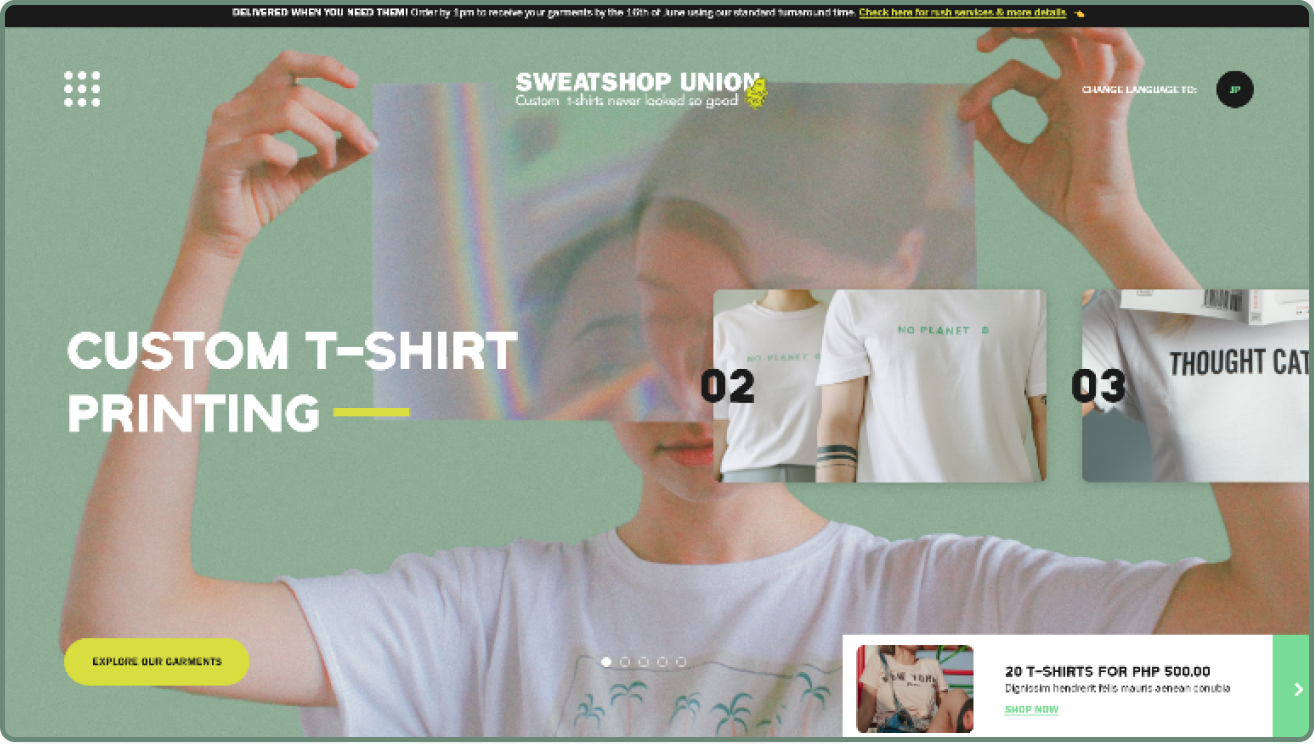 DELIVERED WHEN YOU NEED THEM! Order by 1pm to receive your garments by the 16th of June using our standard turnaround time. Check here for rush services & more details
SWEATSHOP UNION
Custom t-shirts never looked so good
CHANGE LANGUAGE TO:
JP
CUSTOM T-SHIRT
PRINTING
NO PLANET B
NO PLANET B
02
THOUGHT CAT
03
EXPLORE OUR GARMENTS
NEW YORK
20 T-SHIRTS FOR PHP 500.00
Dignissim hendrerit felis mauris aenean conubia
SHOP NOW